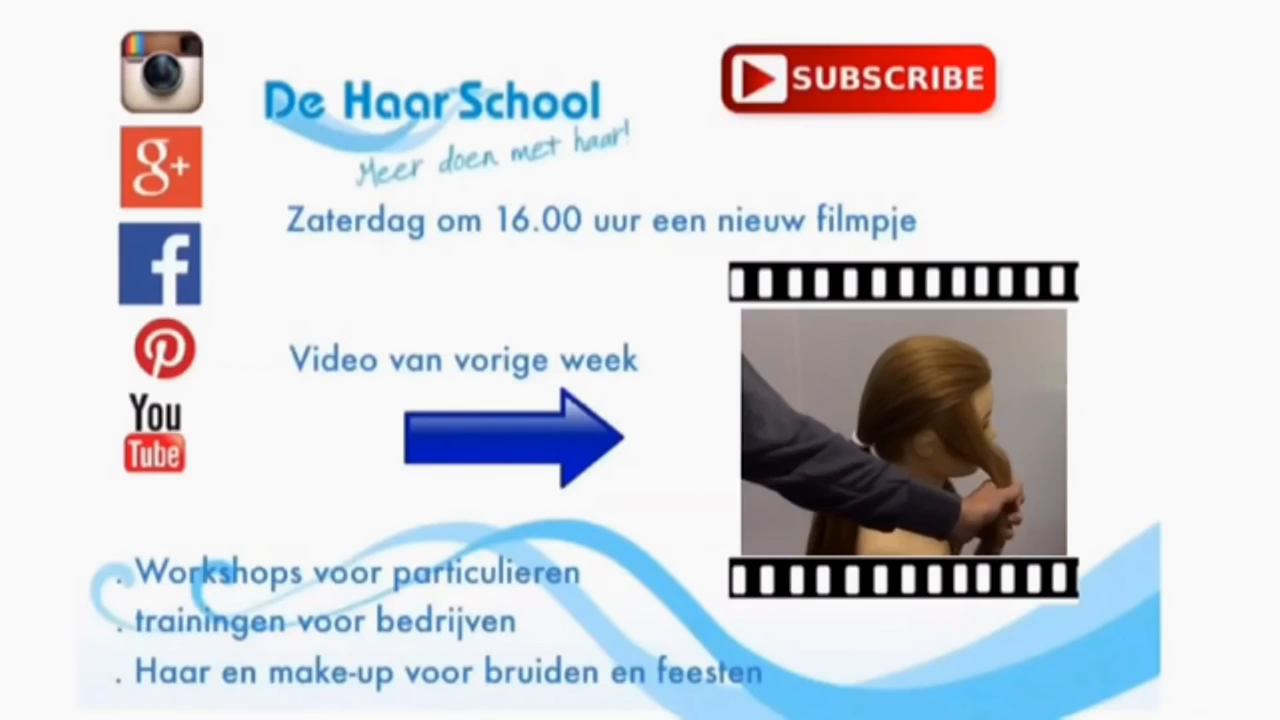 De Haar School
Meer doen met haar!
SUBSCRIBE
g+
f
Zaterdag om 16.00 uur een nieuw filmpje
Video van vorige week
You
Tube
. Workshops voor particulieren
. trainingen voor bedrijven
. Haar en make-up voor bruiden en feesten